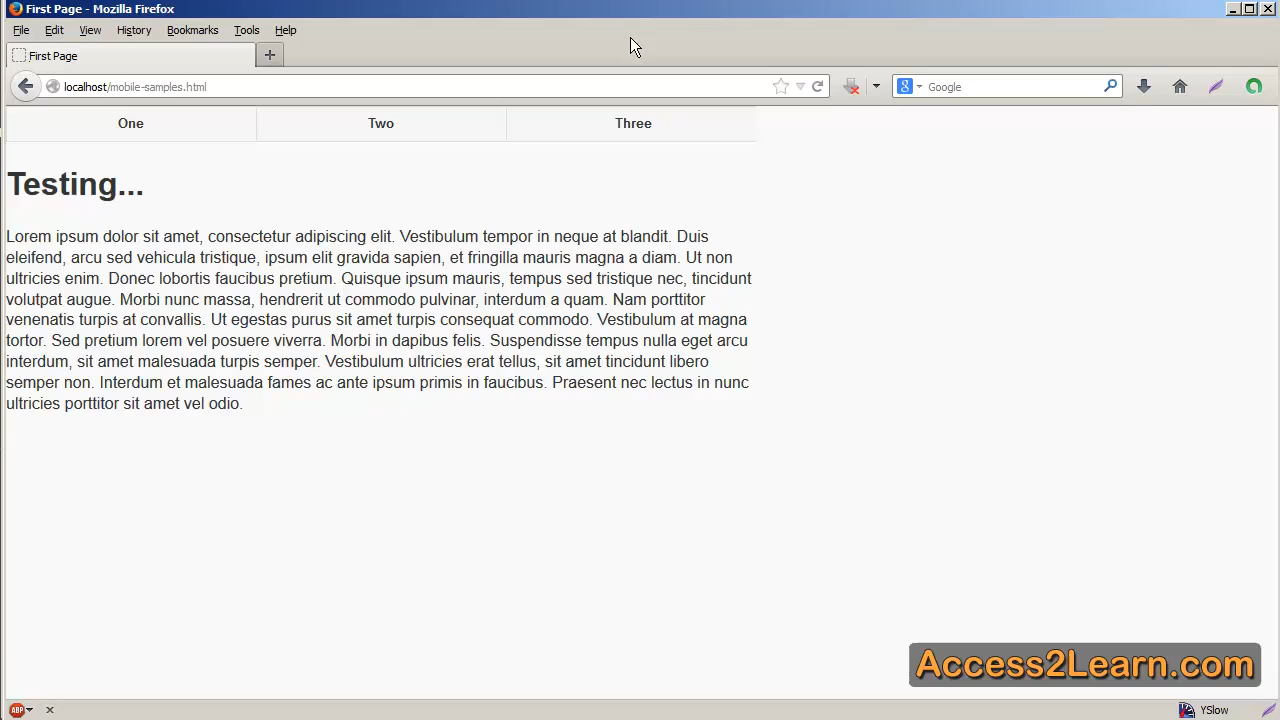 First Page - Mozilla Firefox
File Edit View History Bookmarks Tools Help
First Page
localhost/mobile-samples.html
Google
One Two Three
Testing...
Lorem ipsum dolor sit amet, consectetur adipiscing elit. Vestibulum tempor in neque at blandit. Duis
eleifend, arcu sed vehicula tristique, ipsum elit gravida sapien, et fringilla mauris magna a diam. Ut non
ultricies enim. Donec lobortis faucibus pretium. Quisque ipsum mauris, tempus sed tristique nec, tincidunt
volutpat augue. Morbi nunc massa, hendrerit ut commodo pulvinar, interdum a quam. Nam porttitor
venenatis turpis at convallis. Ut egestas purus sit amet turpis consequat commodo. Vestibulum at magna
tortor. Sed pretium lorem vel posuere viverra. Morbi in dapibus felis. Suspendisse tempus nulla eget arcu
interdum, sit amet malesuada turpis semper. Vestibulum ultricies erat tellus, sit amet tincidunt libero
semper non. Interdum et malesuada fames ac ante ipsum primis in faucibus. Praesent nec lectus in nunc
ultricies porttitor sit amet vel odio.
Access2Learn.com
ABP
YSlow